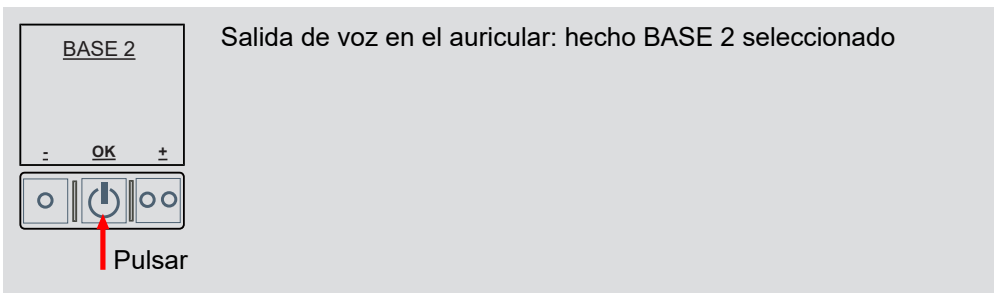 BASE 2
Salida de voz en el auricular: hecho BASE 2 seleccionado
- OK +
Pulsar